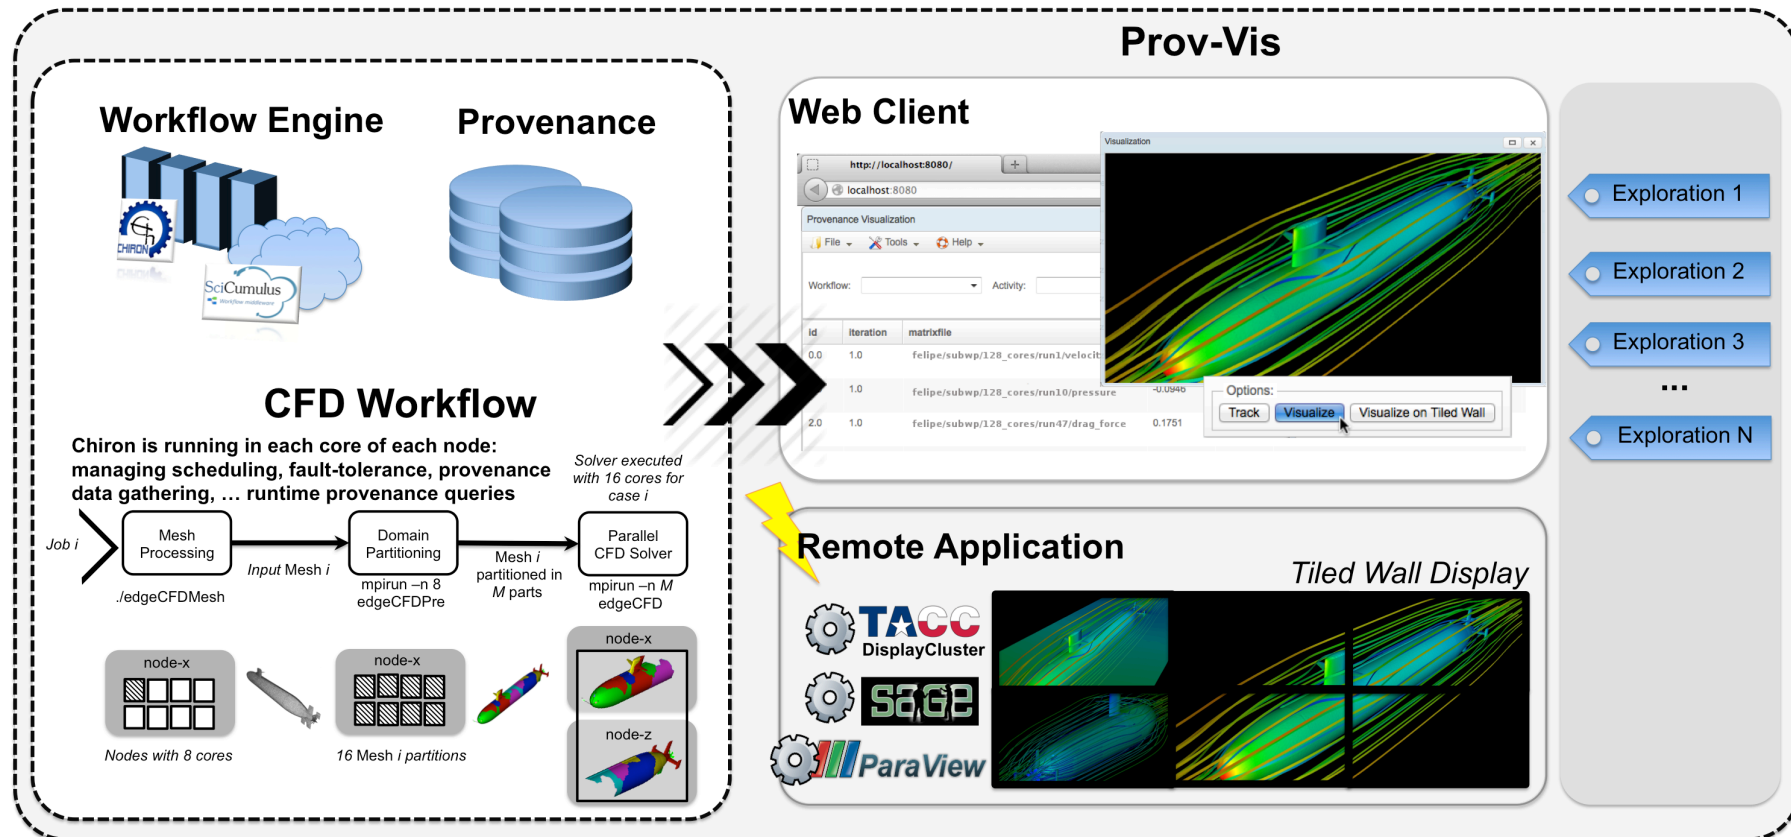 Prov-Vis
Workflow Engine
Provenance
CHIRON
SciCumulus
Workflow middleware
CFD Workflow
Chiron is running in each core of each node:
managing scheduling, fault-tolerance, provenance
data gathering, … runtime provenance queries
Solver executed
with 16 cores for
case i
Job i
Mesh
Processing
./edgeCFDMesh
Input Mesh i
Domain
Partitioning
mpirun –n 8
edgeCFDPre
Mesh i
partitioned in
M parts
Parallel
CFD Solver
mpirun –n M
edgeCFD
node-x
Nodes with 8 cores
node-x
16 Mesh i partitions
node-x
node-z
Web Client
http://localhost:8080/
localhost:8080
Provenance Visualization
File
Tools
Help
Workflow:
Activity:
id iteration matrixfile
0.0 1.0 felipe/subwp/128_cores/run1/velocit
1.0 felipe/subwp/128_cores/run10/pressure -0.0946
2.0 1.0 felipe/subwp/128_cores/run47/drag_force 0.1751
Visualization
Options:
Track
Visualize
Visualize on Tiled Wall
Remote Application
Tiled Wall Display
TACC
DisplayCluster
SAGE
ParaView
Exploration 1
Exploration 2
Exploration 3
...
Exploration N